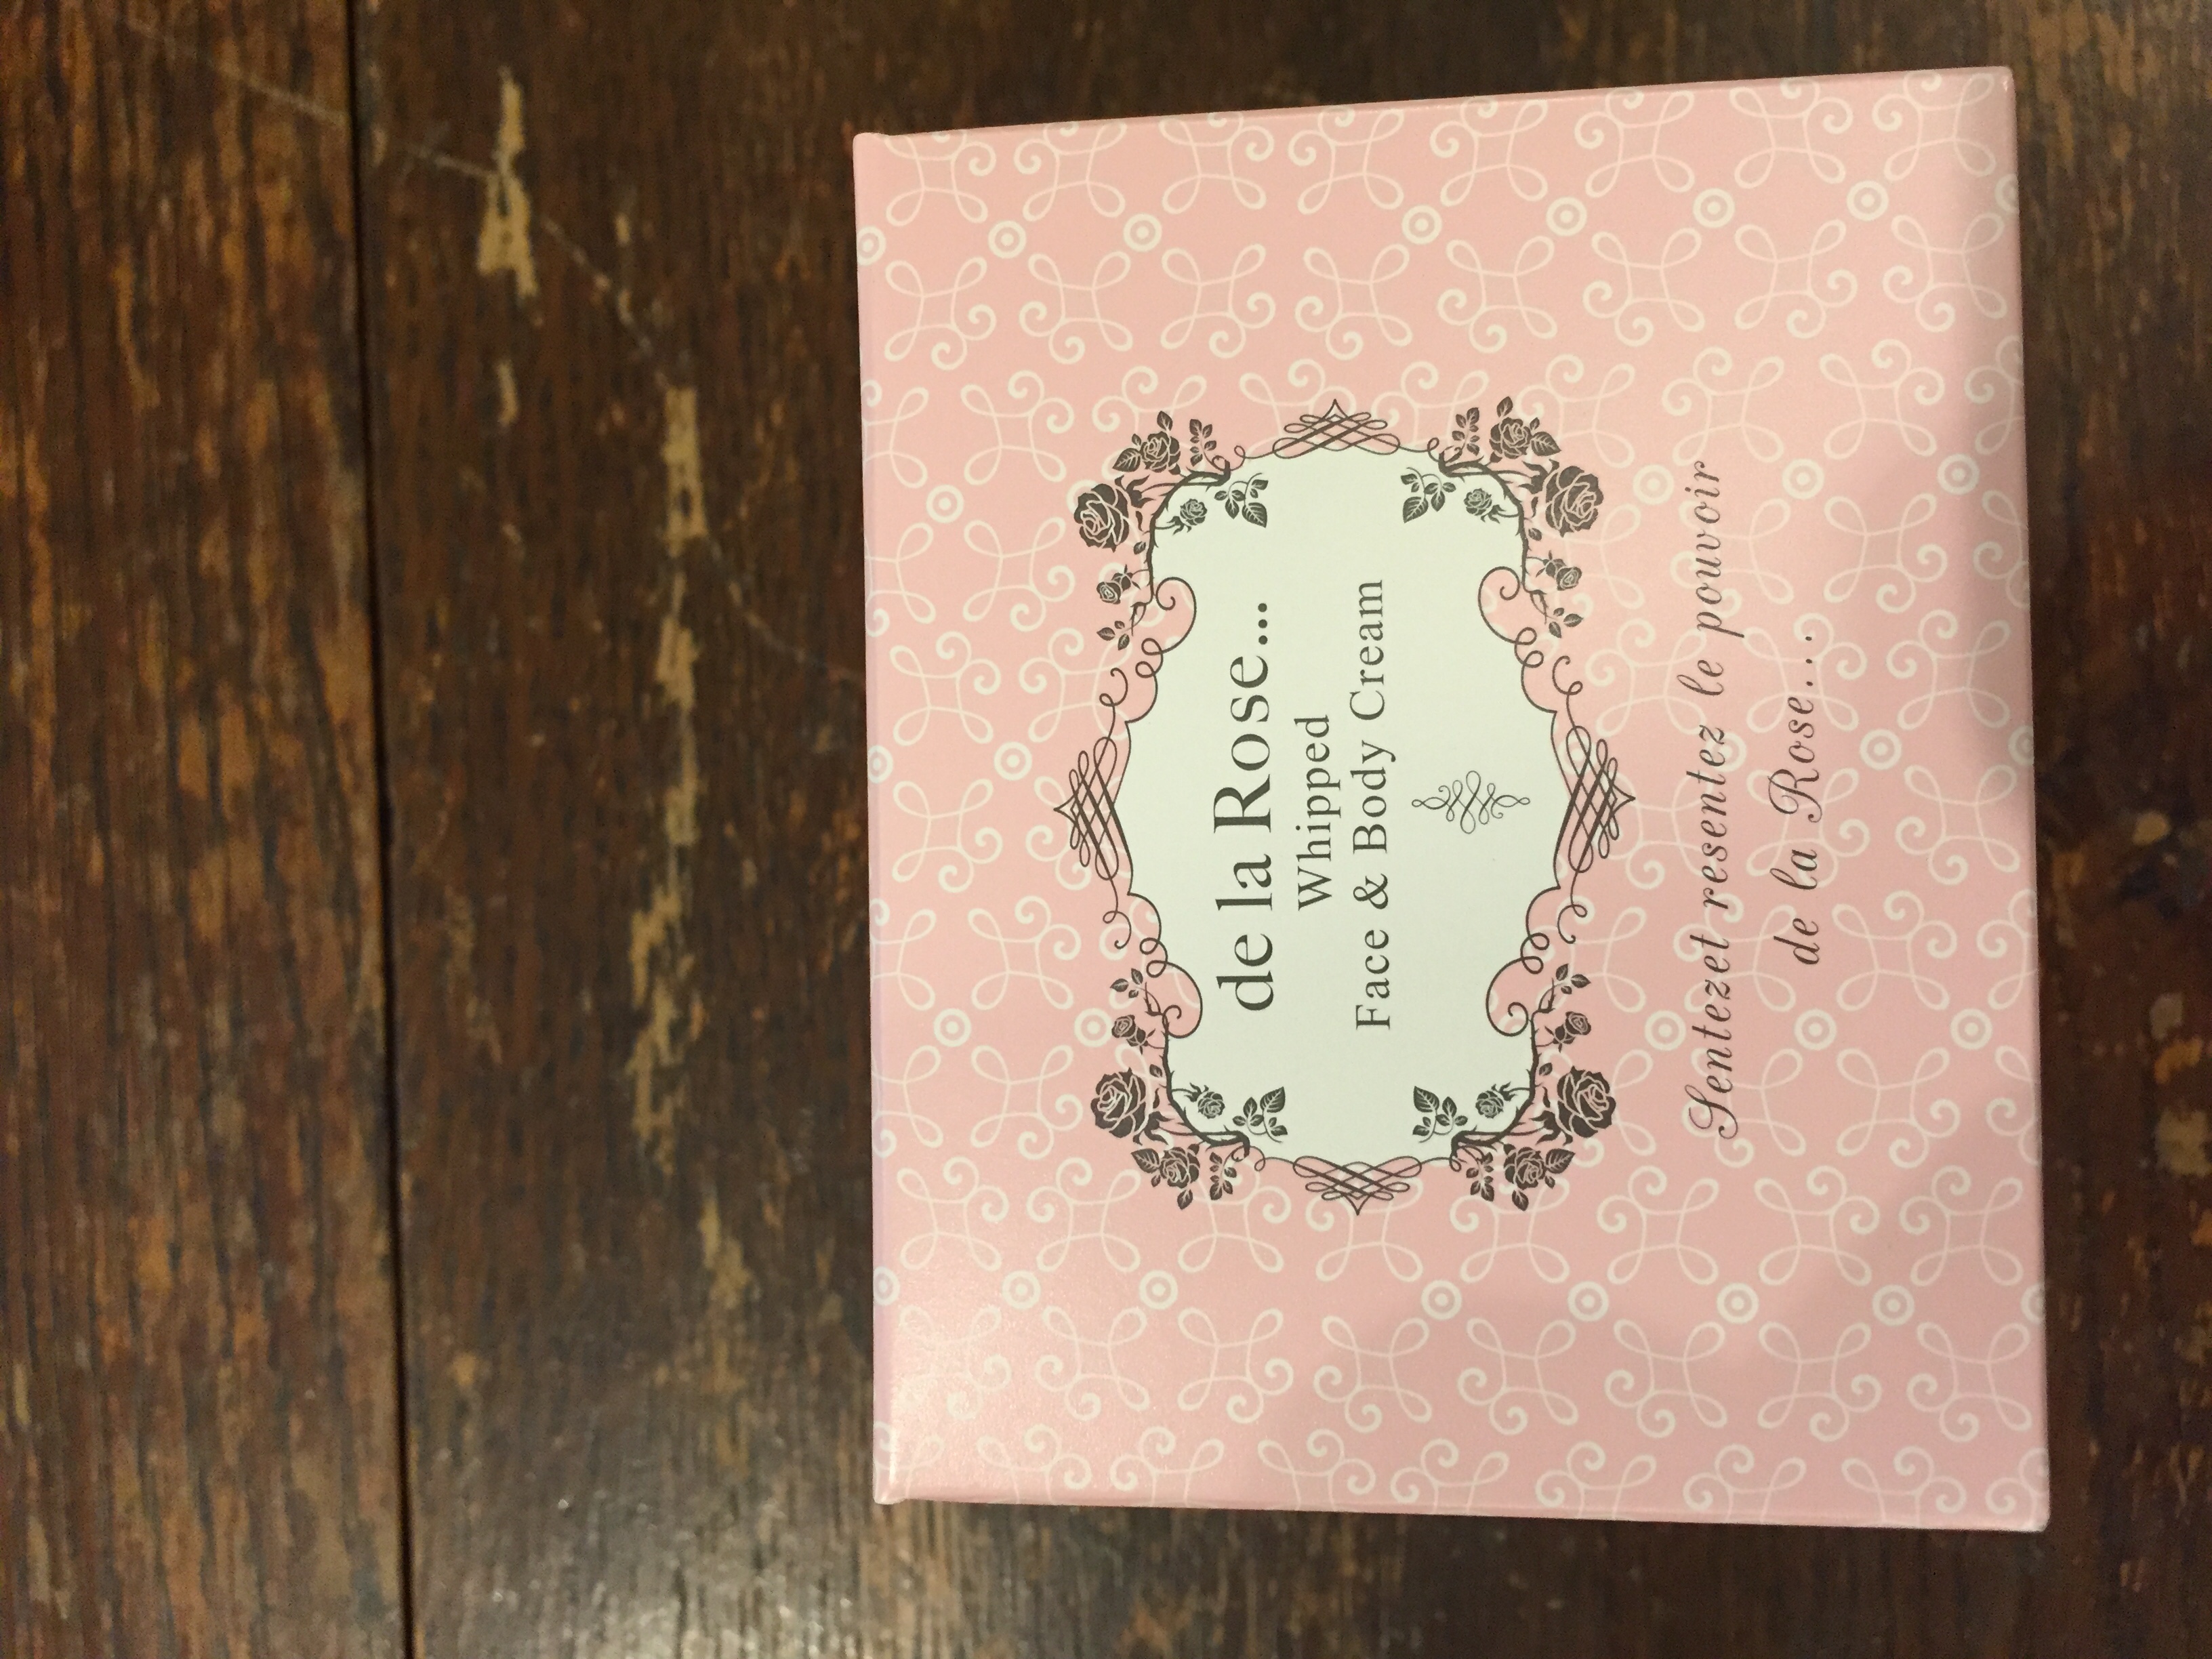 de la Rose...
Whipped
Face & Body Cream
Sentezet resentez le pouvoir
de la Rose...